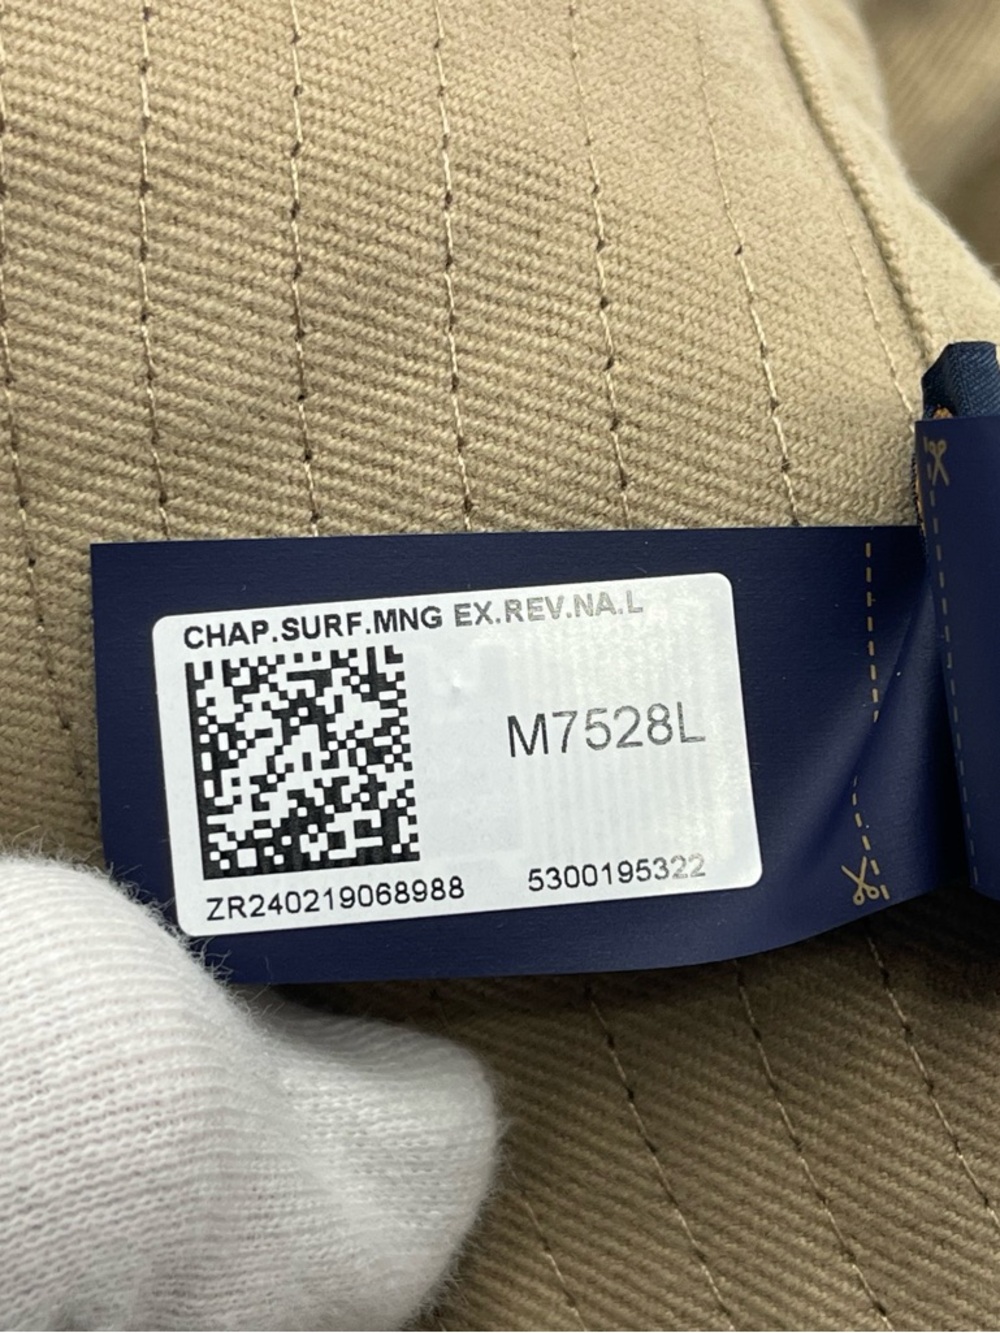 CHAP.SURF.MNG EX.REV.NA.L
M7528L
ZR240219068988 5300195322